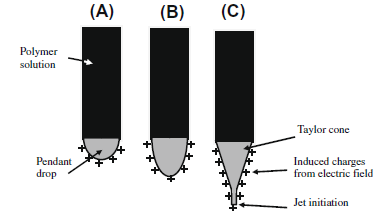 (A) (B) (C)
Polymer
solution
Pendant
drop
Taylor cone
Induced charges
from electric field
Jet initiation